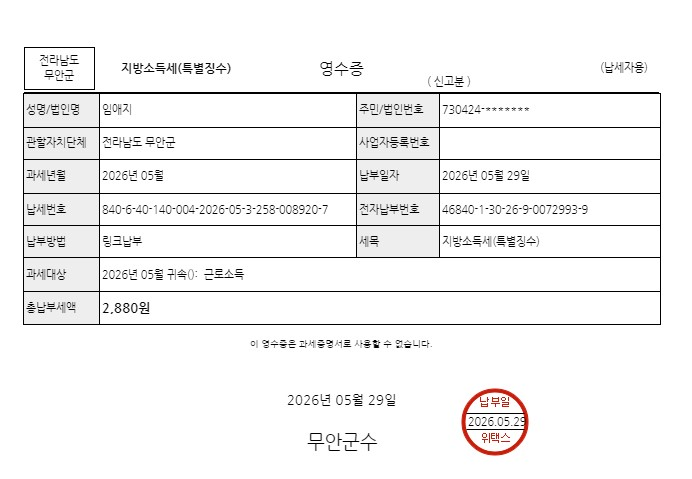 전라남도
무안군
지방소득세(특별징수)
영수증
( 신고분 )
(납세자용)
성명/법인명 임애지 주민/법인번호 730424-*******
관할자치단체 전라남도 무안군 사업자등록번호
과세년월 2026년 05월 납부일자 2026년 05월 29일
납세번호 840-6-40-140-004-2026-05-3-258-008920-7 전자납부번호 46840-1-30-26-9-0072993-9
납부방법 링크납부 세목 지방소득세(특별징수)
과세대상 2026년 05월 귀속(): 근로소득
총납부세액 2,880원
이 영수증은 과세증명서로 사용할 수 없습니다.
2026년 05월 29일
무안군수
납부일
2026.05.29
위택스